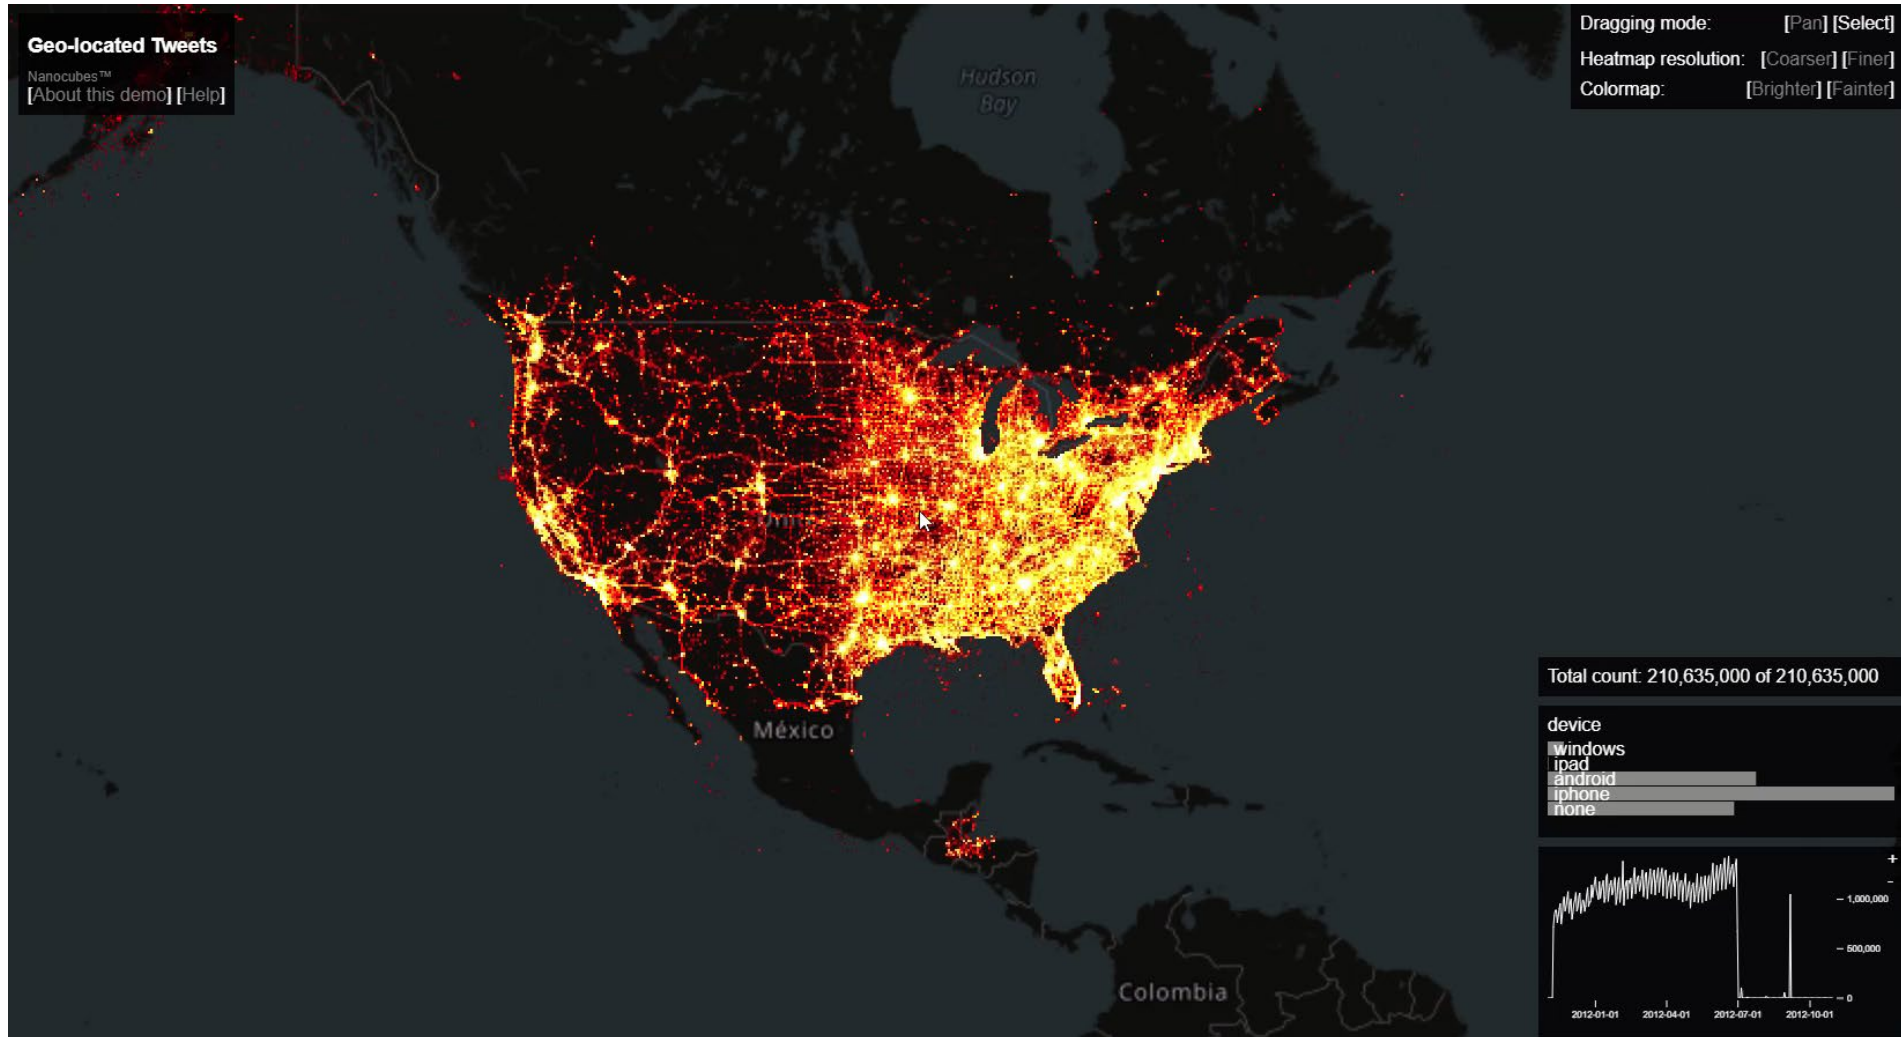 Geo-located Tweets
Nanocubes™
[About this demo] [Help]
Dragging mode: [Pan] [Select]
Heatmap resolution: [Coarser] [Finer]
Colormap: [Brighter] [Fainter]
Hudson
Bay
México
Colombia
Total count: 210,635,000 of 210,635,000
device
windows
ipad
android
iphone
none
+
-
1,000,000
500,000
0
2012-01-01 2012-04-01 2012-07-01 2012-10-01